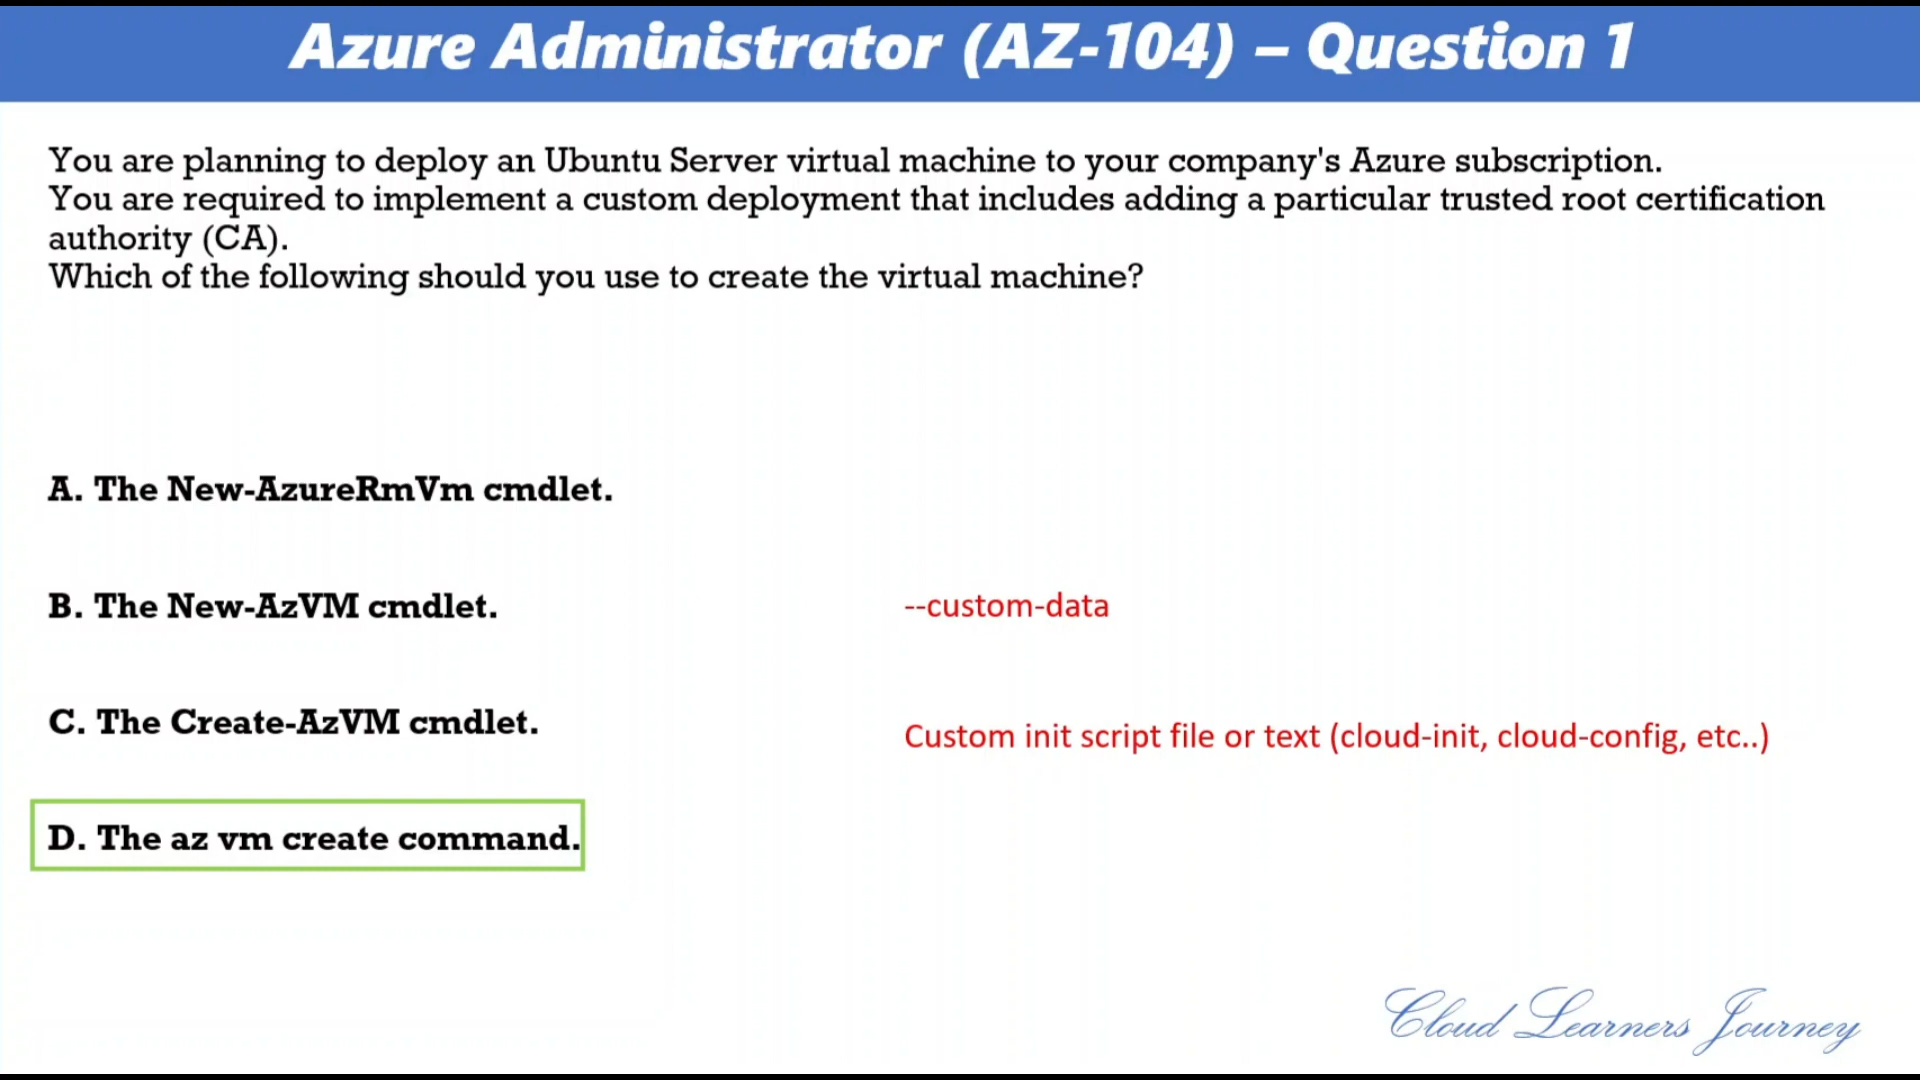 Azure Administrator (AZ-104) – Question 1
You are planning to deploy an Ubuntu Server virtual machine to your company's Azure subscription.
You are required to implement a custom deployment that includes adding a particular trusted root certification
authority (CA).
Which of the following should you use to create the virtual machine?
A. The New-AzureRmVm cmdlet.
B. The New-AzVM cmdlet.
--custom-data
C. The Create-AzVM cmdlet.
Custom init script file or text (cloud-init, cloud-config, etc..)
D. The az vm create command.
Cloud Learners Journey